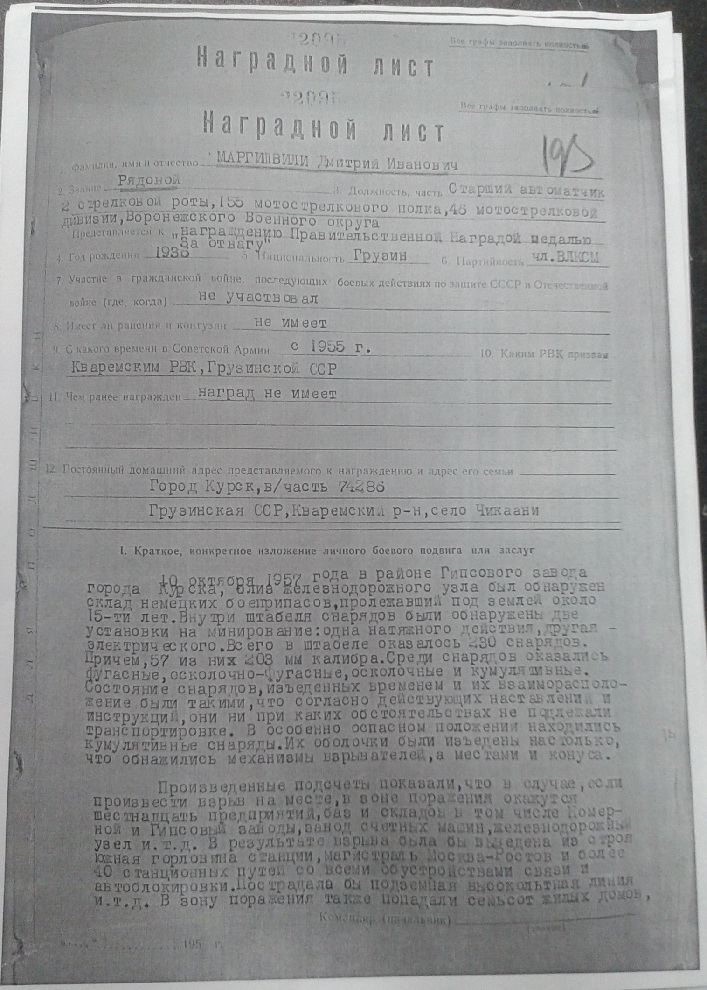 2895
Все графы заполнять полностью
Наградной лист
2895
Все графы заполнять полностью
Наградной лист
193
Фамилия, имя и отчество МАРГИШВИЛИ Дмитрий Иванович
2. Звание Рядовой 3. Должность, часть Старший автоматчик
2 стрелковой роты,155 мотострелкового полка,46 мотострелковой
дивизии,Воронежского Военного округа
Представляется к "награждению Правительственной Наградой медалью
За отвагу"
4. Год рождения 1935 5. Национальность Грузин 6. Партийность чл.ВЛКСМ
7. Участие в гражданской войне, последующих боевых действиях по защите СССР и Отечественной
войне (где, когда) не участвовал
8. Имеет ли ранения и контузии не имеет
9. С какого времени в Советской Армии с 1955 г. 10. Каким РВК призван
Кваремским РВК,Грузинской ССР
11. Чем ранее награжден наград не имеет
12. Постоянный домашний адрес представляемого к награждению и адрес его семьи
Город Курск,в/часть 74286
Грузинская ССР,Кваремский р-н,село Чикаани
I. Краткое, конкретное изложение личного боевого подвига или заслуг
10 октября 1957 года в районе Гипсового завода
города Курска, близ железнодорожного узла был обнаружен
склад немецких боеприпасов,пролежавший под землей около
15-ти лет.Внутри штабеля снарядов были обнаружены две
установки на минирование:одна натяжного действия,другая -
электрического.Всего в штабеле оказалось 230 снарядов.
Причем,57 из них 203 мм калибра.Среди снарядов оказались
фугасные,осколочно-фугасные,осколочные и кумулятивные.
Состояние снарядов,изъеденных временем и их взаиморасполо-
жение были такими,что согласно действующих наставлений и
инструкций,они ни при каких обстоятельствах не подлежали
транспортировке. В особенно опасном положении находились
кумулятивные снаряды.Их оболочки были изъедены настолько,
что обнажились механизмы взрывателей,а местами и конуса.
Произведенные подсчеты показали,что в случае,если
произвести взрыв на месте,в зоне поражения окажутся
шестнадцать предприятий,баз и складов в том числе Номер-
ной и Гипсовый заводы,завод счетных машин,железнодорожный
узел и.т.д. В результате взрыва была бы выведена из строя
южная горловина станции,магистраль Москва-Ростов и более
40 станционных путей со всеми обустройствами связи и
автоблокировки.Пострадала бы подземная высоковольтная линия
и.т.д. В зону поражения также попадали семьсот жилых домов,
Командир (начальник)
195 г.